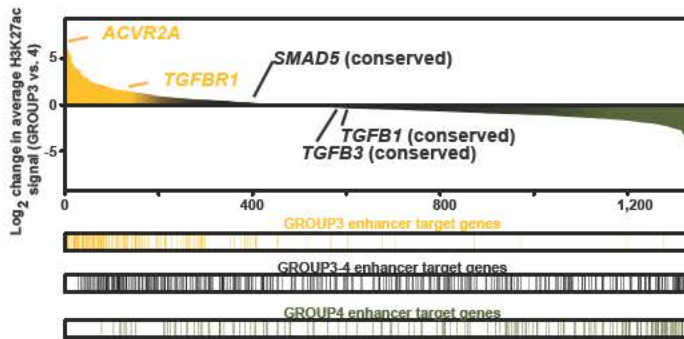 Log2 change in average H3K27ac
signal (GROUP3 vs. 4)
5
0
-5
ACVR2A
TGFBR1
SMAD5 (conserved)
TGFB1 (conserved)
TGFB3 (conserved)
0
400
800
1,200
GROUP3 enhancer target genes
GROUP3-4 enhancer target genes
GROUP4 enhancer target genes